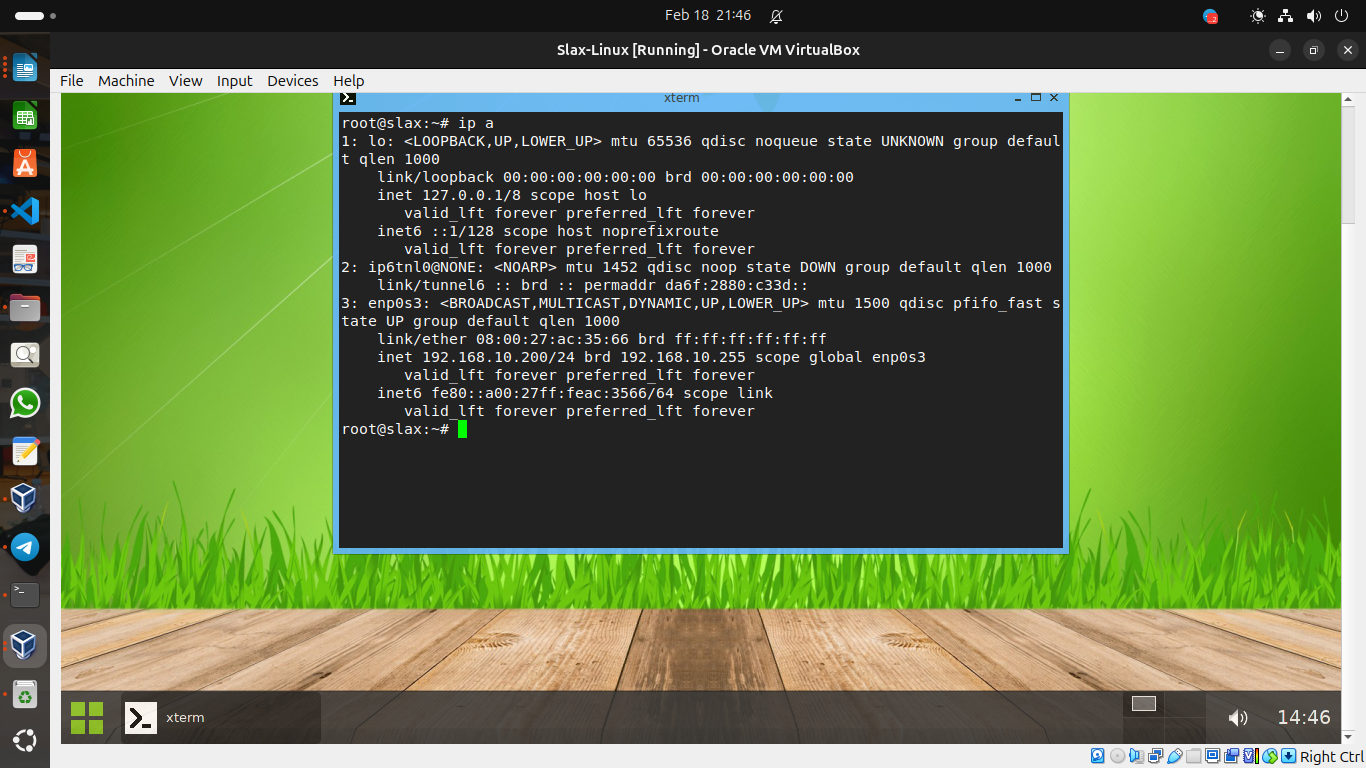 Feb 18 21:46
2
Slax-Linux [Running] - Oracle VM VirtualBox
File Machine View Input Devices Help
xterm
root@slax:~# ip a
1: lo: <LOOPBACK,UP,LOWER_UP> mtu 65536 qdisc noqueue state UNKNOWN group defaul
t qlen 1000
    link/loopback 00:00:00:00:00:00 brd 00:00:00:00:00:00
    inet 127.0.0.1/8 scope host lo
       valid_lft forever preferred_lft forever
    inet6 ::1/128 scope host noprefixroute
       valid_lft forever preferred_lft forever
2: ip6tnl0@NONE: <NOARP> mtu 1452 qdisc noop state DOWN group default qlen 1000
    link/tunnel6 :: brd :: permaddr da6f:2880:c33d::
3: enp0s3: <BROADCAST,MULTICAST,DYNAMIC,UP,LOWER_UP> mtu 1500 qdisc pfifo_fast s
tate UP group default qlen 1000
    link/ether 08:00:27:ac:35:66 brd ff:ff:ff:ff:ff:ff
    inet 192.168.10.200/24 brd 192.168.10.255 scope global enp0s3
       valid_lft forever preferred_lft forever
    inet6 fe80::a00:27ff:feac:3566/64 scope link
       valid_lft forever preferred_lft forever
root@slax:~#
xterm
14:46
Right Ctrl